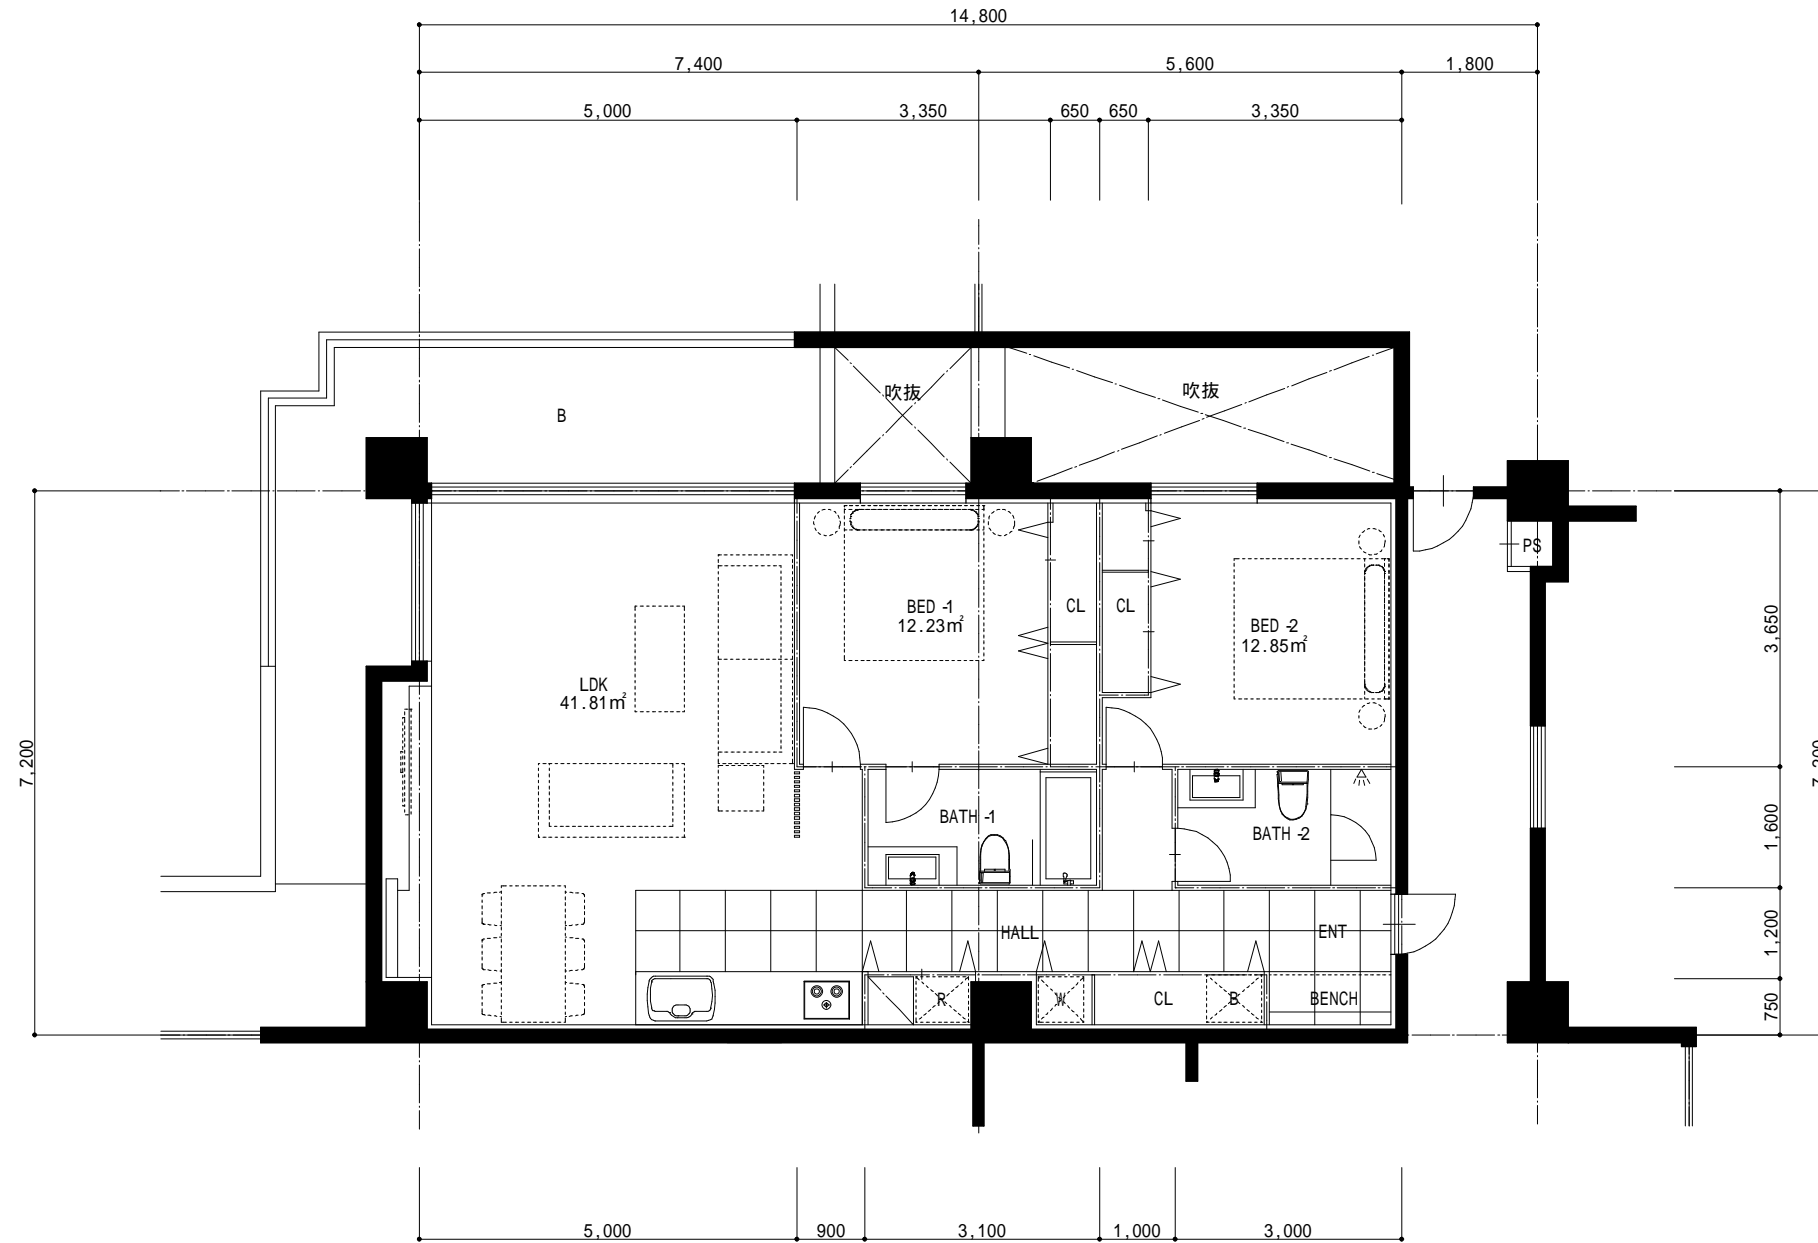 14,800
7,400
5,600
1,800
5,000
3,350
650
650
3,350
吹抜
吹抜
B
PS
BED-1
12.23㎡
CL
CL
BED-2
12.85㎡
3,650
LDK
41.81㎡
7,200
7,200
BATH-1
BATH-2
1,600
HALL
ENT
1,200
R
W
CL
B
BENCH
750
5,000
900
3,100
1,000
3,000